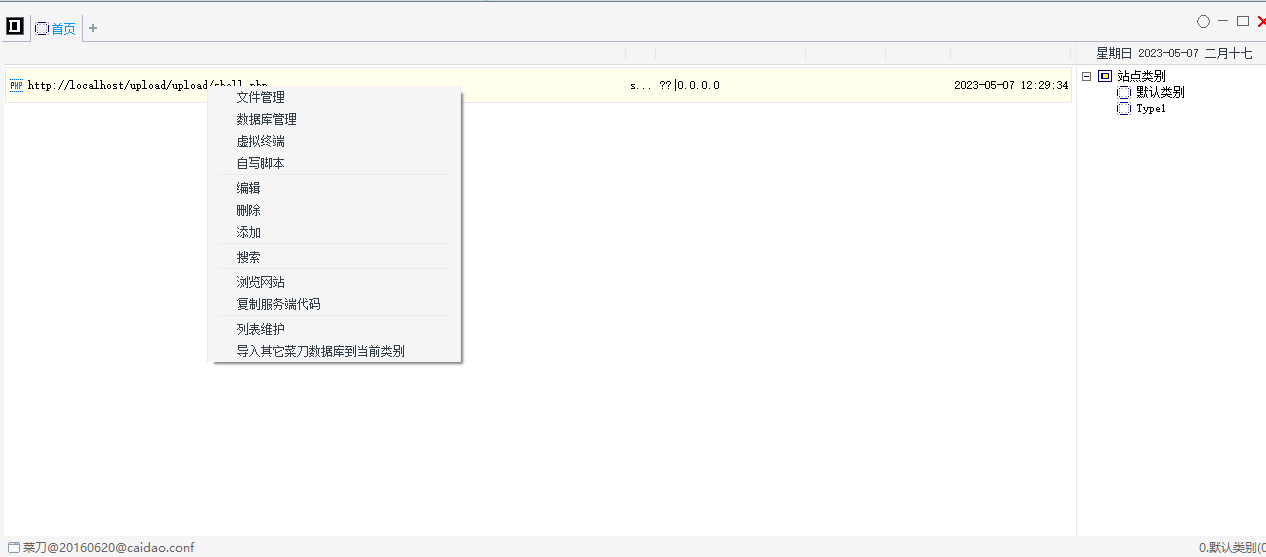 首页 +
星期日 2023-05-07 二月十七
PHP http://localhost/upload/upload/shell.php s... ??|0.0.0.0 2023-05-07 12:29:34
站点类别
默认类别
Type1
文件管理
数据库管理
虚拟终端
自写脚本
编辑
删除
添加
搜索
浏览网站
复制服务端代码
列表维护
导入其它菜刀数据库到当前类别
菜刀@20160620@caidao.conf
0.默认类别(0